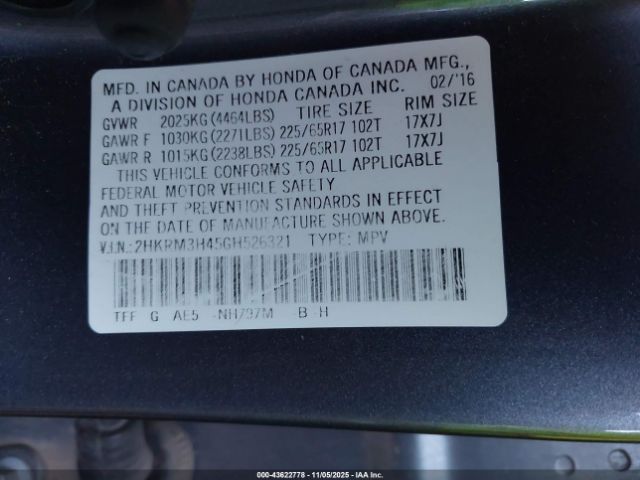 MFD. IN CANADA BY HONDA OF CANADA MFG.,
A DIVISION OF HONDA CANADA INC. 02/'16
GVWR 2025KG(4464LBS) TIRE SIZE RIM SIZE
GAWR F 1030KG(2271LBS) 225/65R17 102T 17X7J
GAWR R 1015KG(2238LBS) 225/65R17 102T 17X7J
THIS VEHICLE CONFORMS TO ALL APPLICABLE
FEDERAL MOTOR VEHICLE SAFETY
AND THEFT PREVENTION STANDARDS IN EFFECT
ON THE DATE OF MANUFACTURE SHOWN ABOVE.
V.I.N.:2HKRM3H45GH526321 TYPE: MPV
TFF G AE5 -NH797M B -H
000-43622778 - 11/05/2025 - IAA Inc.